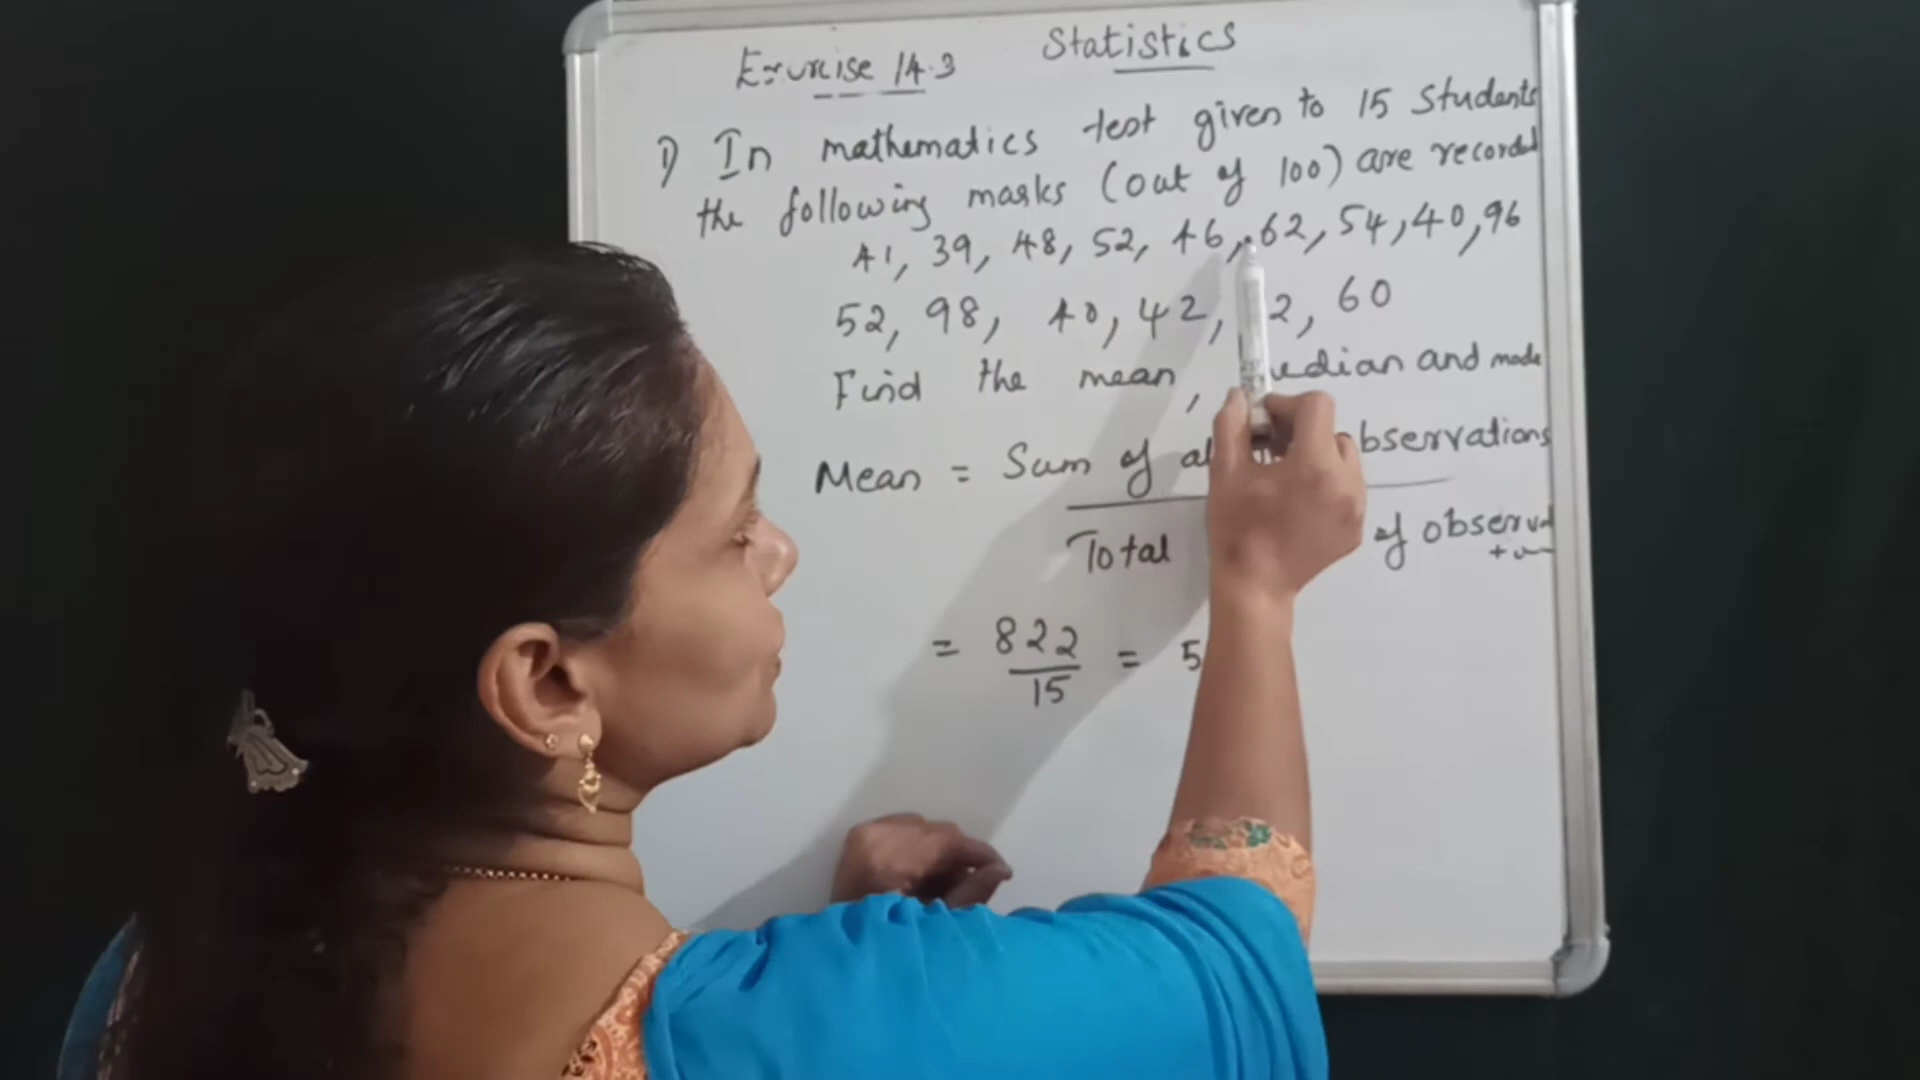 Exercise 14.3 Statistics
1) In mathematics test given to 15 Students
the following marks (out of 100) are recorded
41, 39, 48, 52, 46, 62, 54, 40, 96
52, 98, 40, 42, 2, 60
Find the mean, median and mode
Mean = Sum of observations
Total of observ
= 822/15 = 5